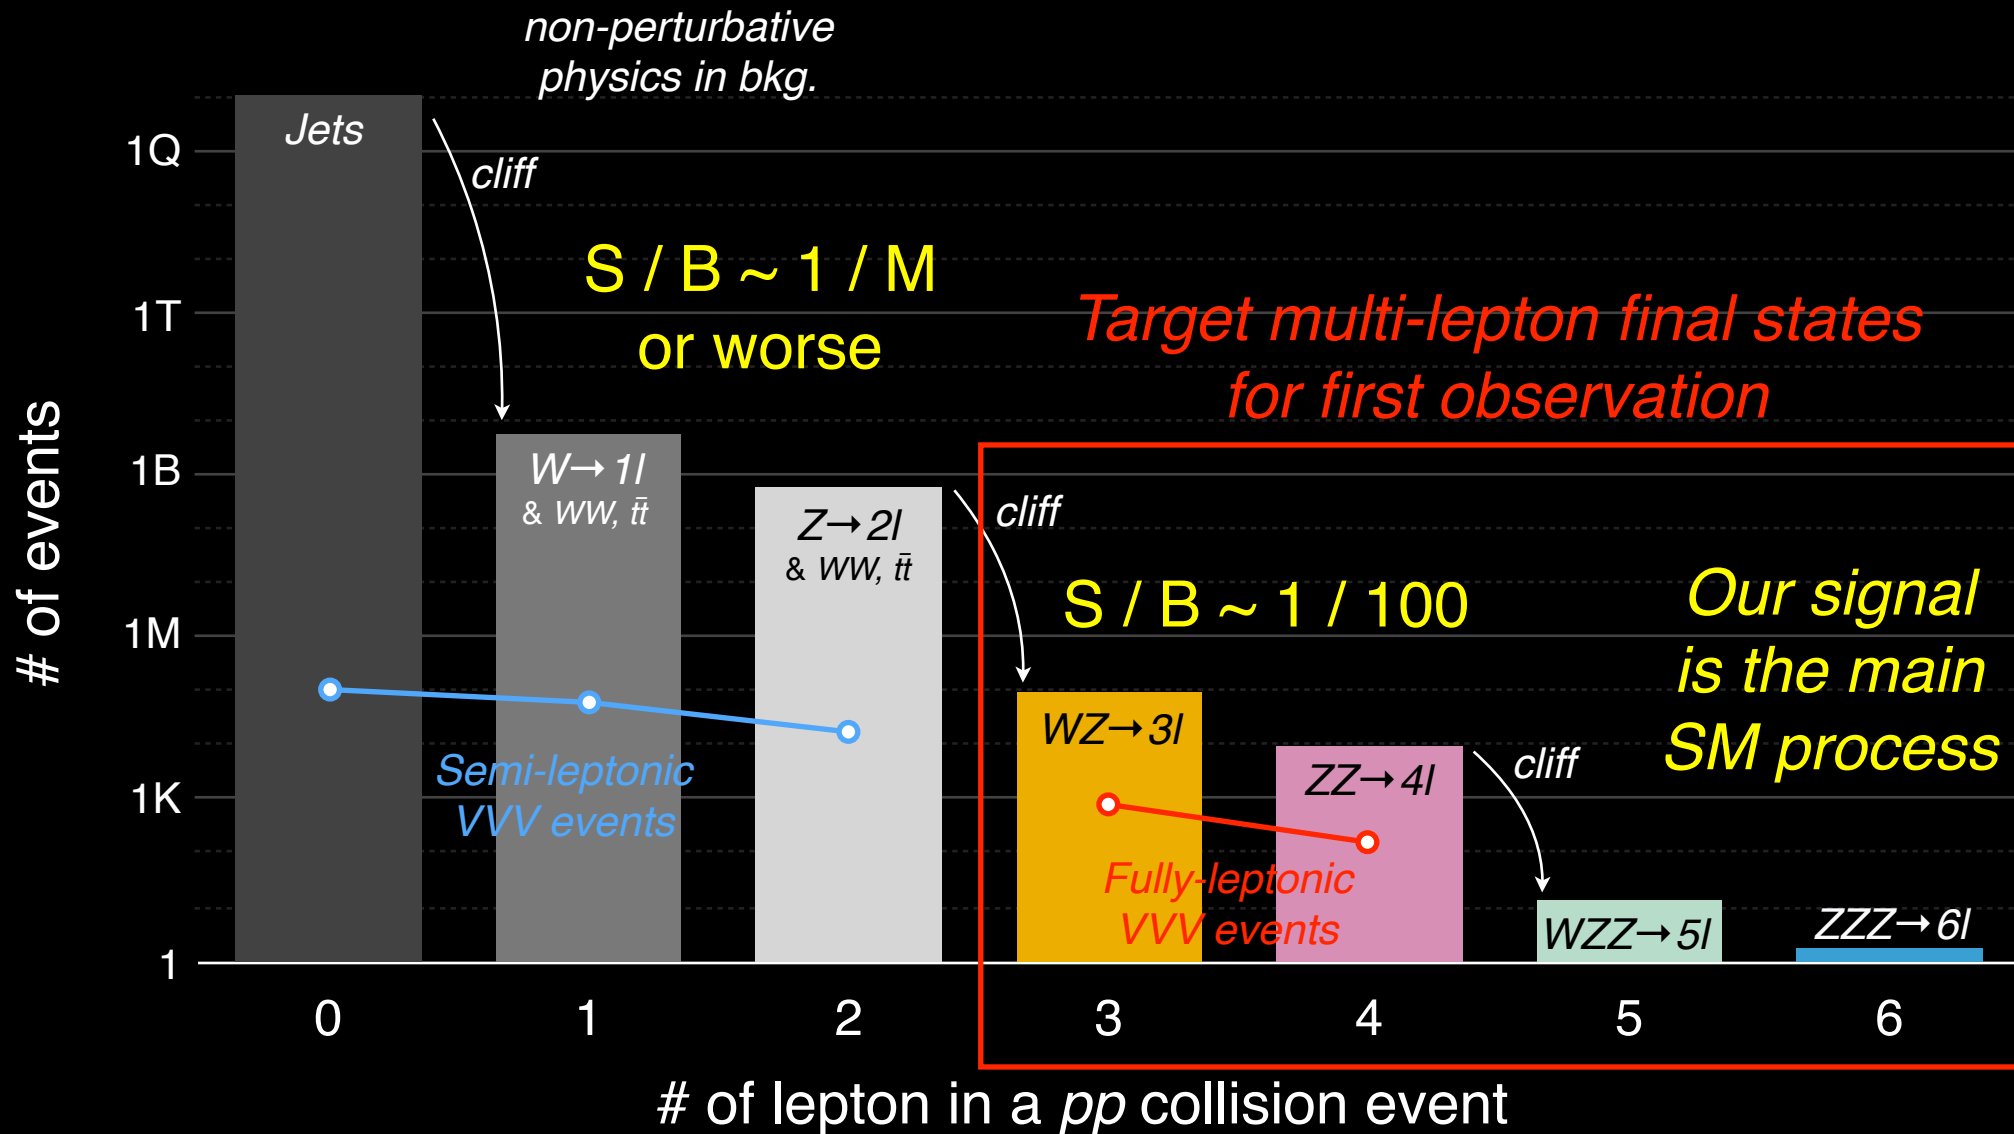 non-perturbative
physics in bkg.
Jets
1Q
cliff
S / B ~ 1 / M
or worse
1T
Target multi-lepton final states
for first observation
# of events
1B
W→1l
& WW, t̄t
Z→2l
& WW, t̄t
cliff
1M
S / B ~ 1 / 100
Our signal
is the main
SM process
WZ→3l
ZZ→4l
cliff
Semi-leptonic
VVV events
1K
Fully-leptonic
VVV events
WZZ→5l
ZZZ→6l
1
0 1 2 3 4 5 6
# of lepton in a pp collision event